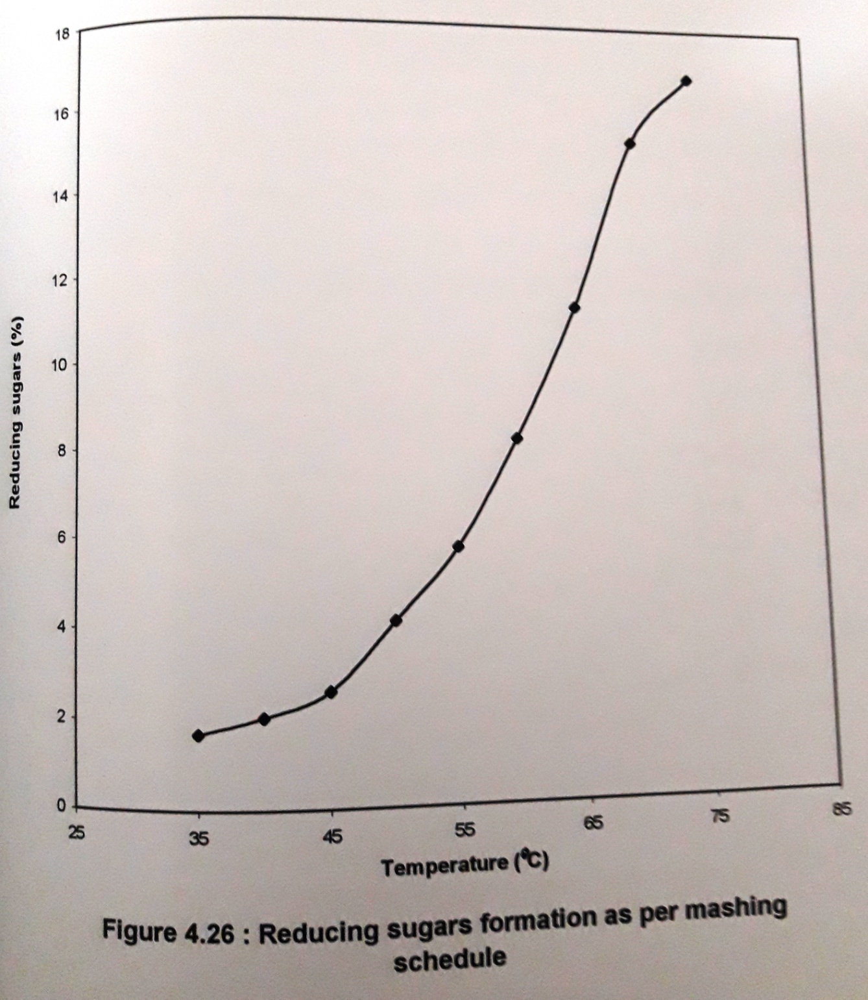 18
16
14
12
10
8
6
4
2
0
Reducing sugars (%)
25 35 45 55 65 75 85
Temperature (⁰C)
Figure 4.26 : Reducing sugars formation as per mashing
schedule